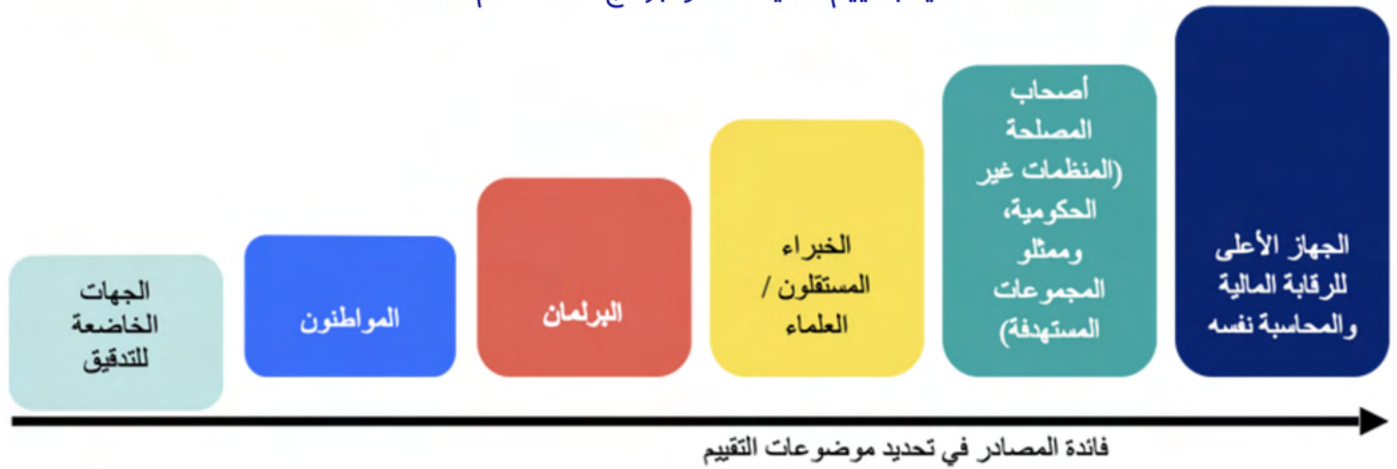 الجهاز الأعلى
للرقابة المالية
والمحاسبة نفسه
أصحاب
المصلحة
(المنظمات غير
الحكومية،
وممثلو
المجموعات
المستهدفة)
الخبراء
المستقلون /
العلماء
البرلمان
المواطنون
الجهات
الخاضعة
للتدقيق
فائدة المصادر في تحديد موضوعات التقييم